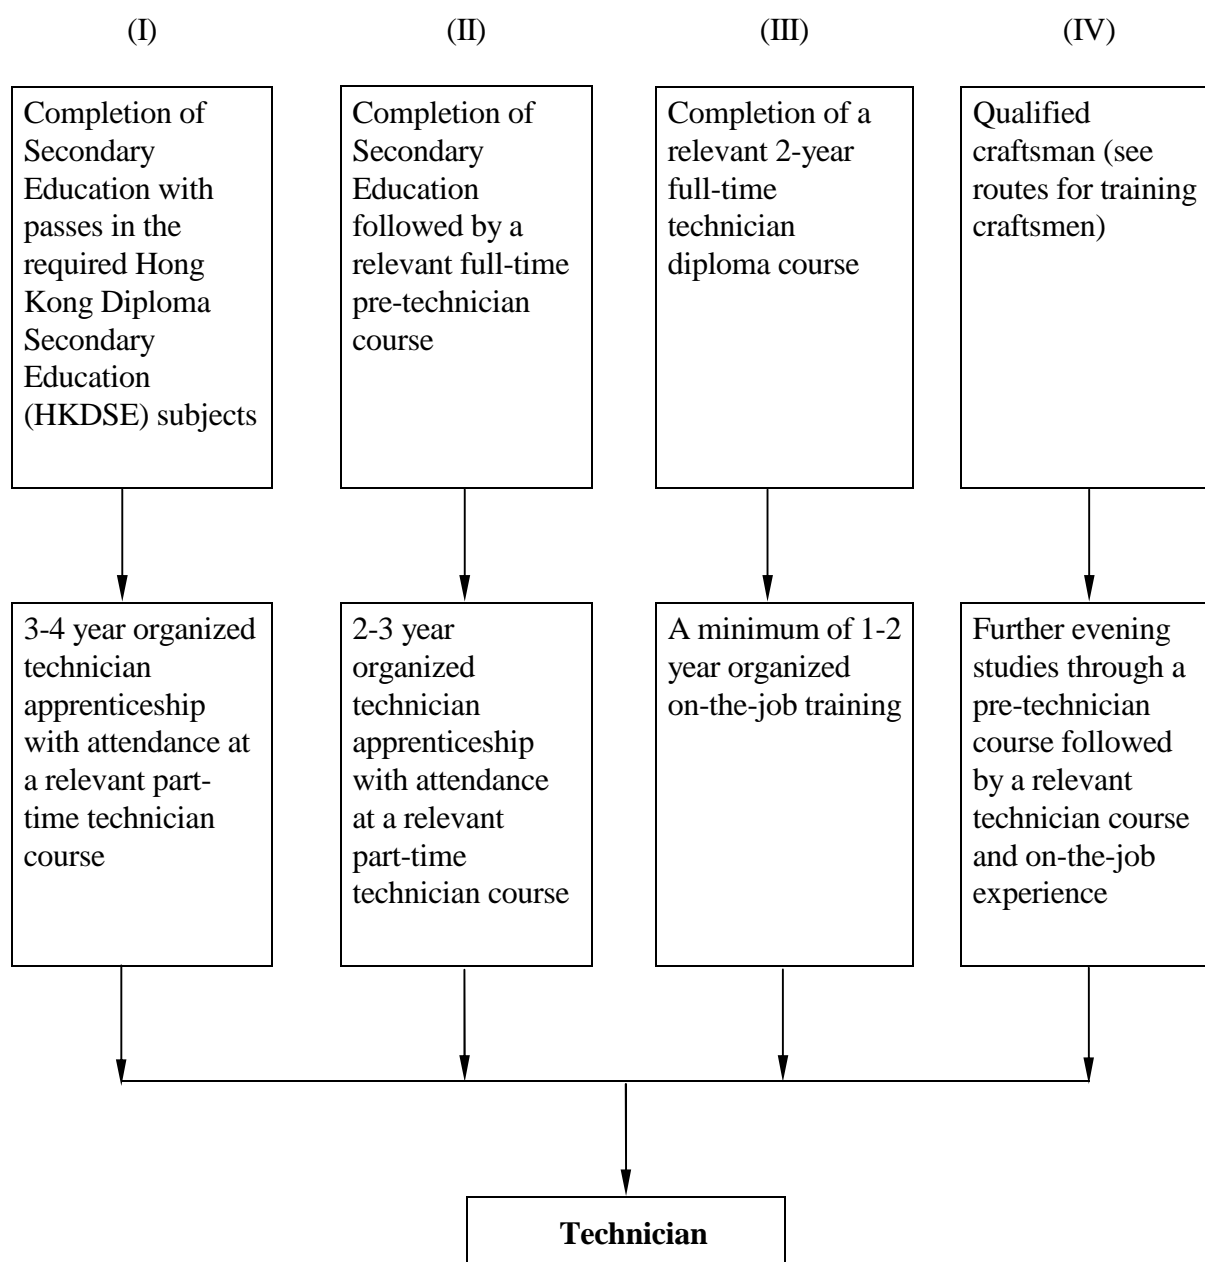 (I)
(II)
(III)
(IV)
Completion of
Secondary
Education with
passes in the
required Hong
Kong Diploma
Secondary
Education
(HKDSE) subjects
Completion of
Secondary
Education
followed by a
relevant full-time
pre-technician
course
Completion of a
relevant 2-year
full-time
technician
diploma course
Qualified
craftsman (see
routes for training
craftsmen)
3-4 year organized
technician
apprenticeship
with attendance at
a relevant part-
time technician
course
2-3 year
organized
technician
apprenticeship
with attendance
at a relevant
part-time
technician course
A minimum of 1-2
year organized
on-the-job training
Further evening
studies through a
pre-technician
course followed
by a relevant
technician course
and on-the-job
experience
Technician